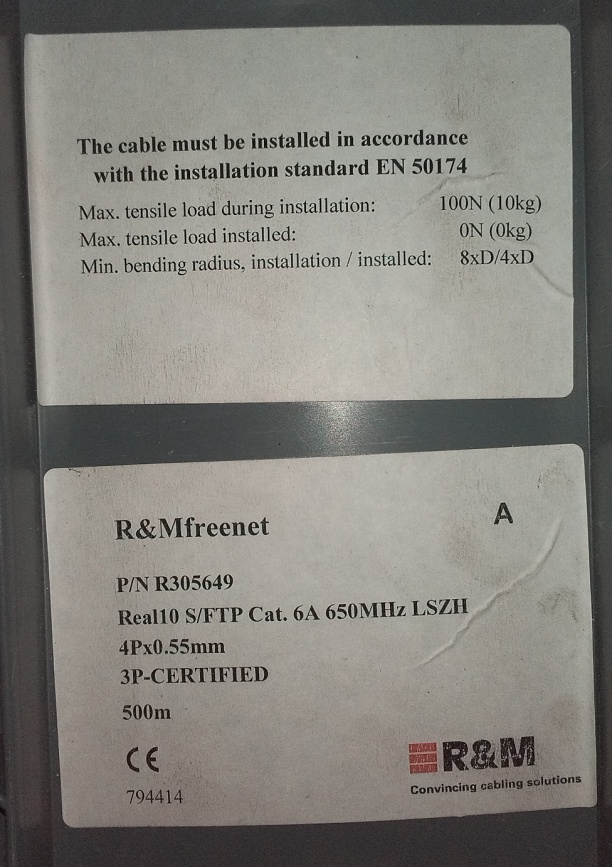 The cable must be installed in accordance
with the installation standard EN 50174
Max. tensile load during installation: 100N (10kg)
Max. tensile load installed: 0N (0kg)
Min. bending radius, installation / installed: 8xD/4xD
R&Mfreenet A
P/N R305649
Real10 S/FTP Cat. 6A 650MHz LSZH
4Px0.55mm
3P-CERTIFIED
500m
CE
794414
R&M
Convincing cabling solutions